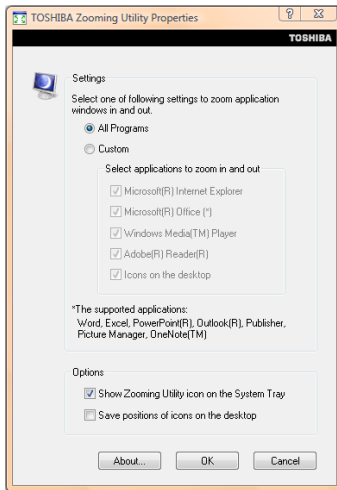 TOSHIBA Zooming Utility Properties
TOSHIBA
Settings
Select one of following settings to zoom application
windows in and out.
All Programs
Custom
Select applications to zoom in and out
Microsoft(R) Internet Explorer
Microsoft(R) Office (*)
Windows Media(TM) Player
Adobe(R) Reader(R)
Icons on the desktop
*The supported applications:
Word, Excel, PowerPoint(R), Outlook(R), Publisher,
Picture Manager, OneNote(TM)
Options
Show Zooming Utility icon on the System Tray
Save positions of icons on the desktop
About... OK Cancel